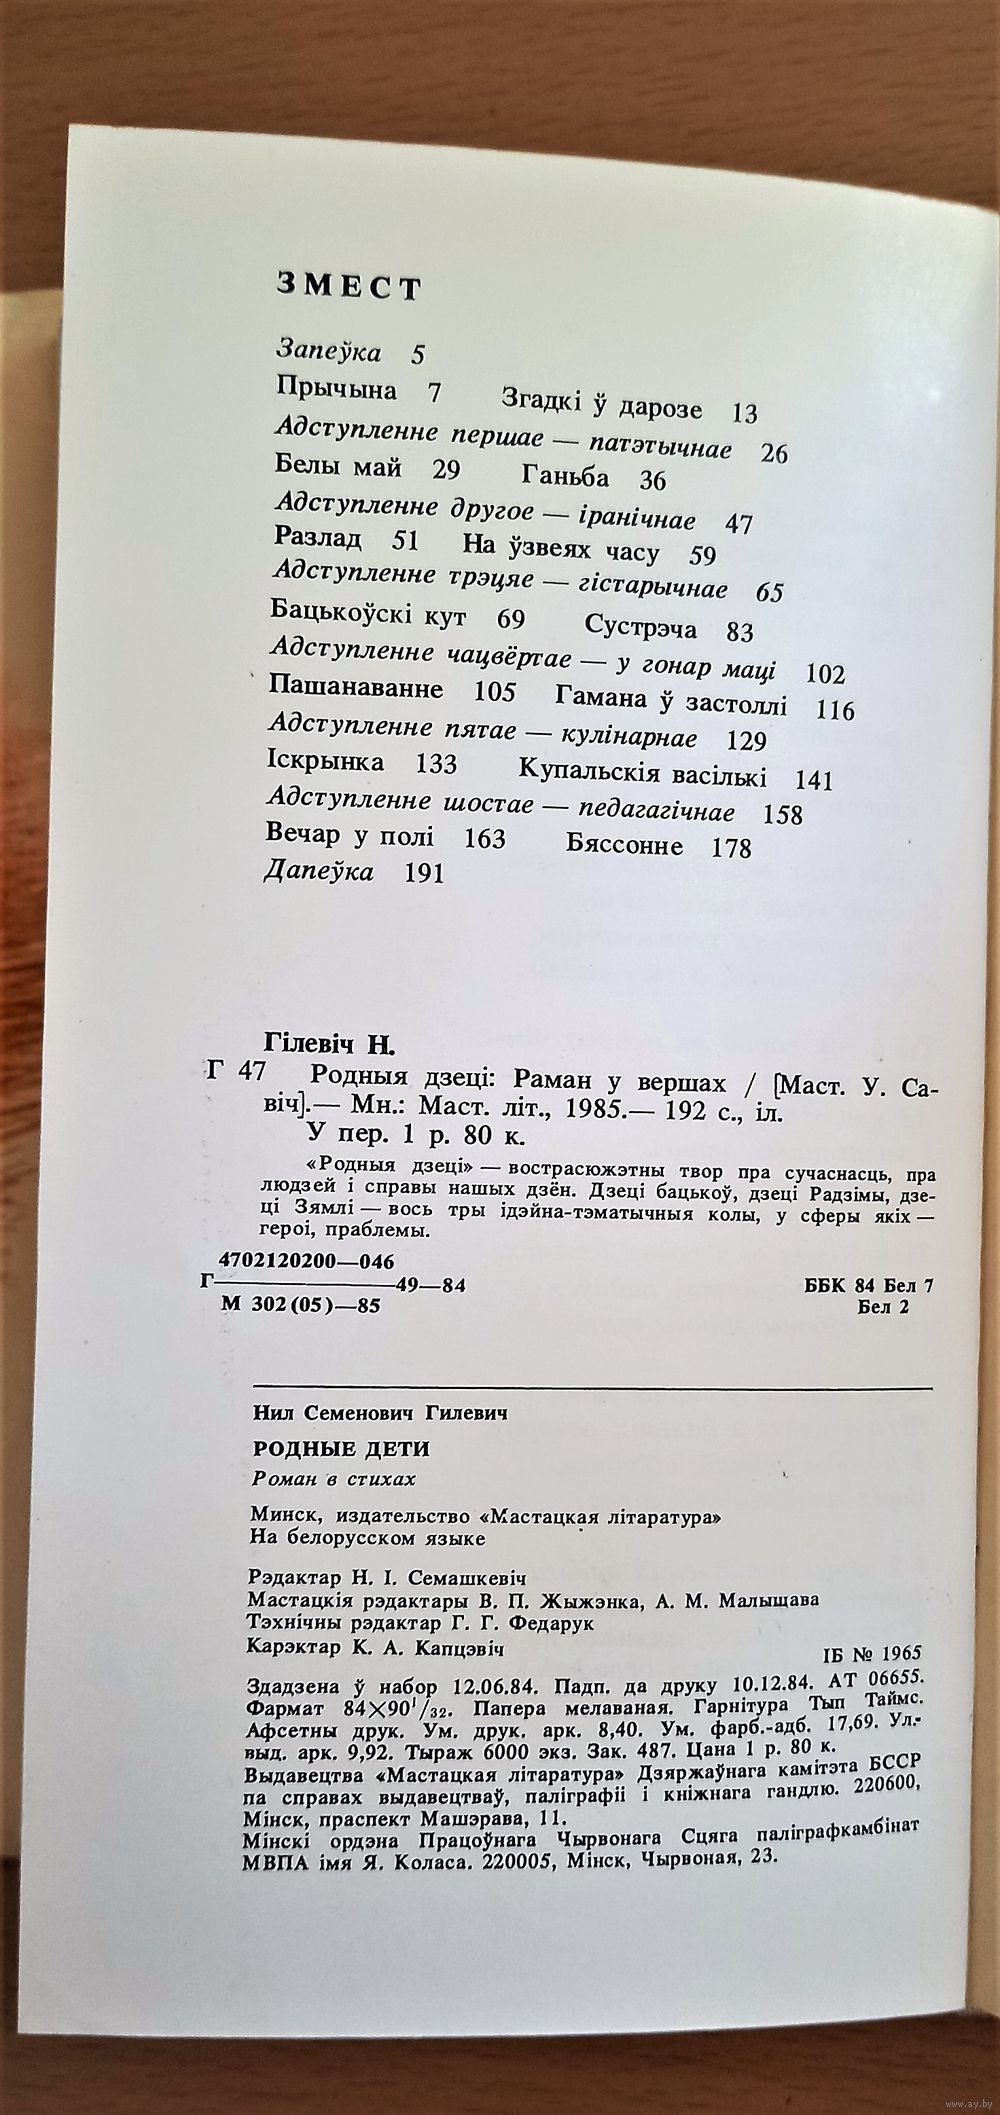 ЗМЕСТ
Запеўка 5
Прычына 7 Згадкі ў дарозе 13
Адступленне першае — патэтычнае 26
Белы май 29 Ганьба 36
Адступленне другое — іранічнае 47
Разлад 51 На ўзвеях часу 59
Адступленне трэцяе — гістарычнае 65
Бацькоўскі кут 69 Сустрэча 83
Адступленне чацвёртае — у гонар маці 102
Пашанаванне 105 Гамана ў застоллі 116
Адступленне пятае — кулінарнае 129
Іскрынка 133 Купальскія васількі 141
Адступленне шостае — педагагічнае 158
Вечар у полі 163 Бяссонне 178
Дапеўка 191
Гілевіч Н.
Г 47 Родныя дзеці: Раман у вершах / [Маст. У. Са-
віч].— Мн.: Маст. літ., 1985.— 192 с., іл.
У пер. 1 р. 80 к.
«Родныя дзеці» — вострасюжэтны твор пра сучаснасць, пра
людзей і справы нашых дзён. Дзеці бацькоў, дзеці Радзімы, дзе-
ці Зямлі — вось тры ідэйна-тэматычныя колы, у сферы якіх —
героі, праблемы.
4702120200—046
Г————49—84 ББК 84 Бел 7
М 302(05)—85 Бел 2
Нил Семенович Гилевич
РОДНЫЕ ДЕТИ
Роман в стихах
Минск, издательство «Мастацкая літаратура»
На белорусском языке
Рэдактар Н. І. Семашкевіч
Мастацкія рэдактары В. П. Жыжэнка, А. М. Малышава
Тэхнічны рэдактар Г. Г. Федарук
Карэктар К. А. Капцэвіч
ІБ № 1965
Здадзена ў набор 12.06.84. Падп. да друку 10.12.84. АТ 06655.
Фармат 84×90¹/₃₂. Папера мелаваная. Гарнітура Тып Таймс.
Афсетны друк. Ум. друк. арк. 8,40. Ум. фарб.-адб. 17,69. Ул.-
выд. арк. 9,92. Тыраж 6000 экз. Зак. 487. Цана 1 р. 80 к.
Выдавецтва «Мастацкая літаратура» Дзяржаўнага камітэта БССР
па справах выдавецтваў, паліграфіі і кніжнага гандлю. 220600,
Мінск, праспект Машэрава, 11.
Мінскі ордэна Працоўнага Чырвонага Сцяга паліграфкамбінат
МВПА імя Я. Коласа. 220005, Мінск, Чырвоная, 23.
www.ay.by